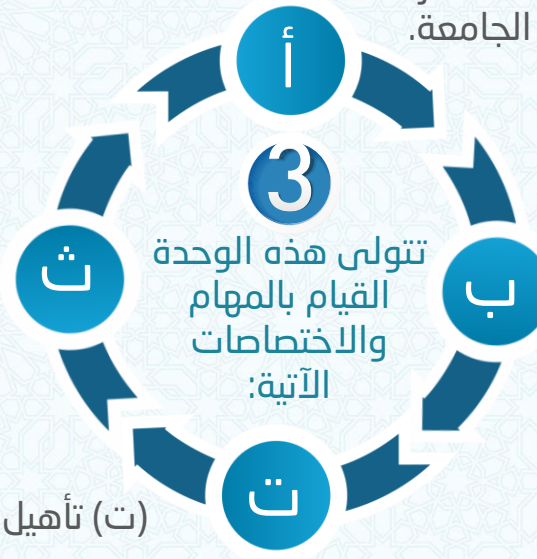 الجامعة.
أ
3
تتولى هذه الوحدة
القيام بالمهام
والاختصاصات
الآتية:
ب
ث
ت
(ت) تأهيل